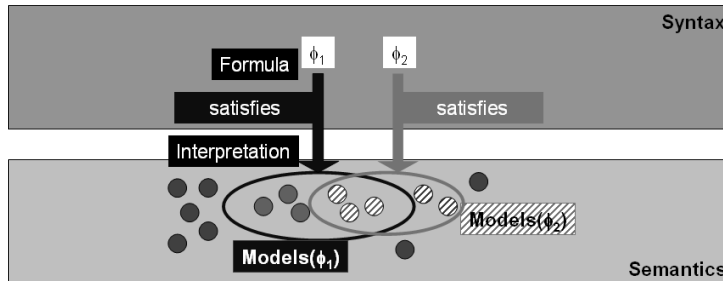 Syntax
Formula ϕ1 ϕ2
satisfies satisfies
Interpretation
Models(ϕ2)
Models(ϕ1)
Semantics